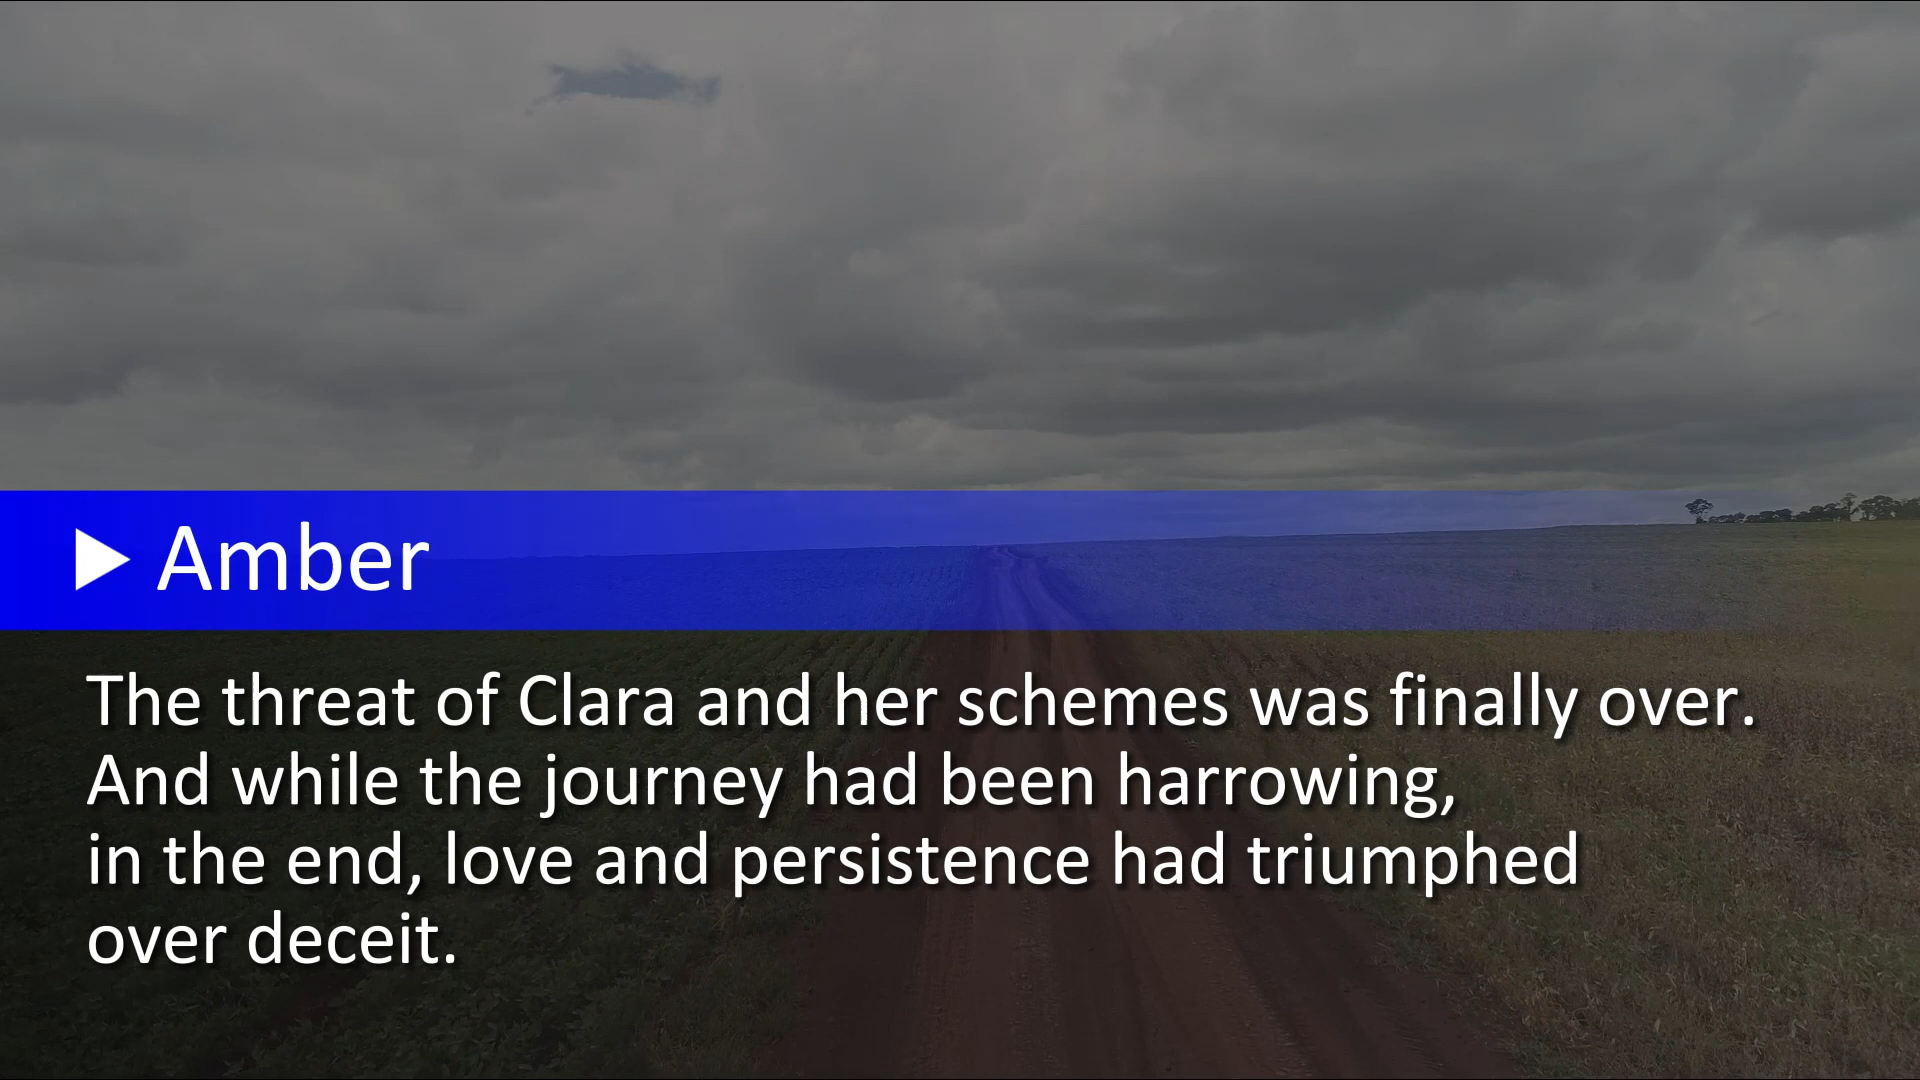 Amber
The threat of Clara and her schemes was finally over.
And while the journey had been harrowing,
in the end, love and persistence had triumphed
over deceit.